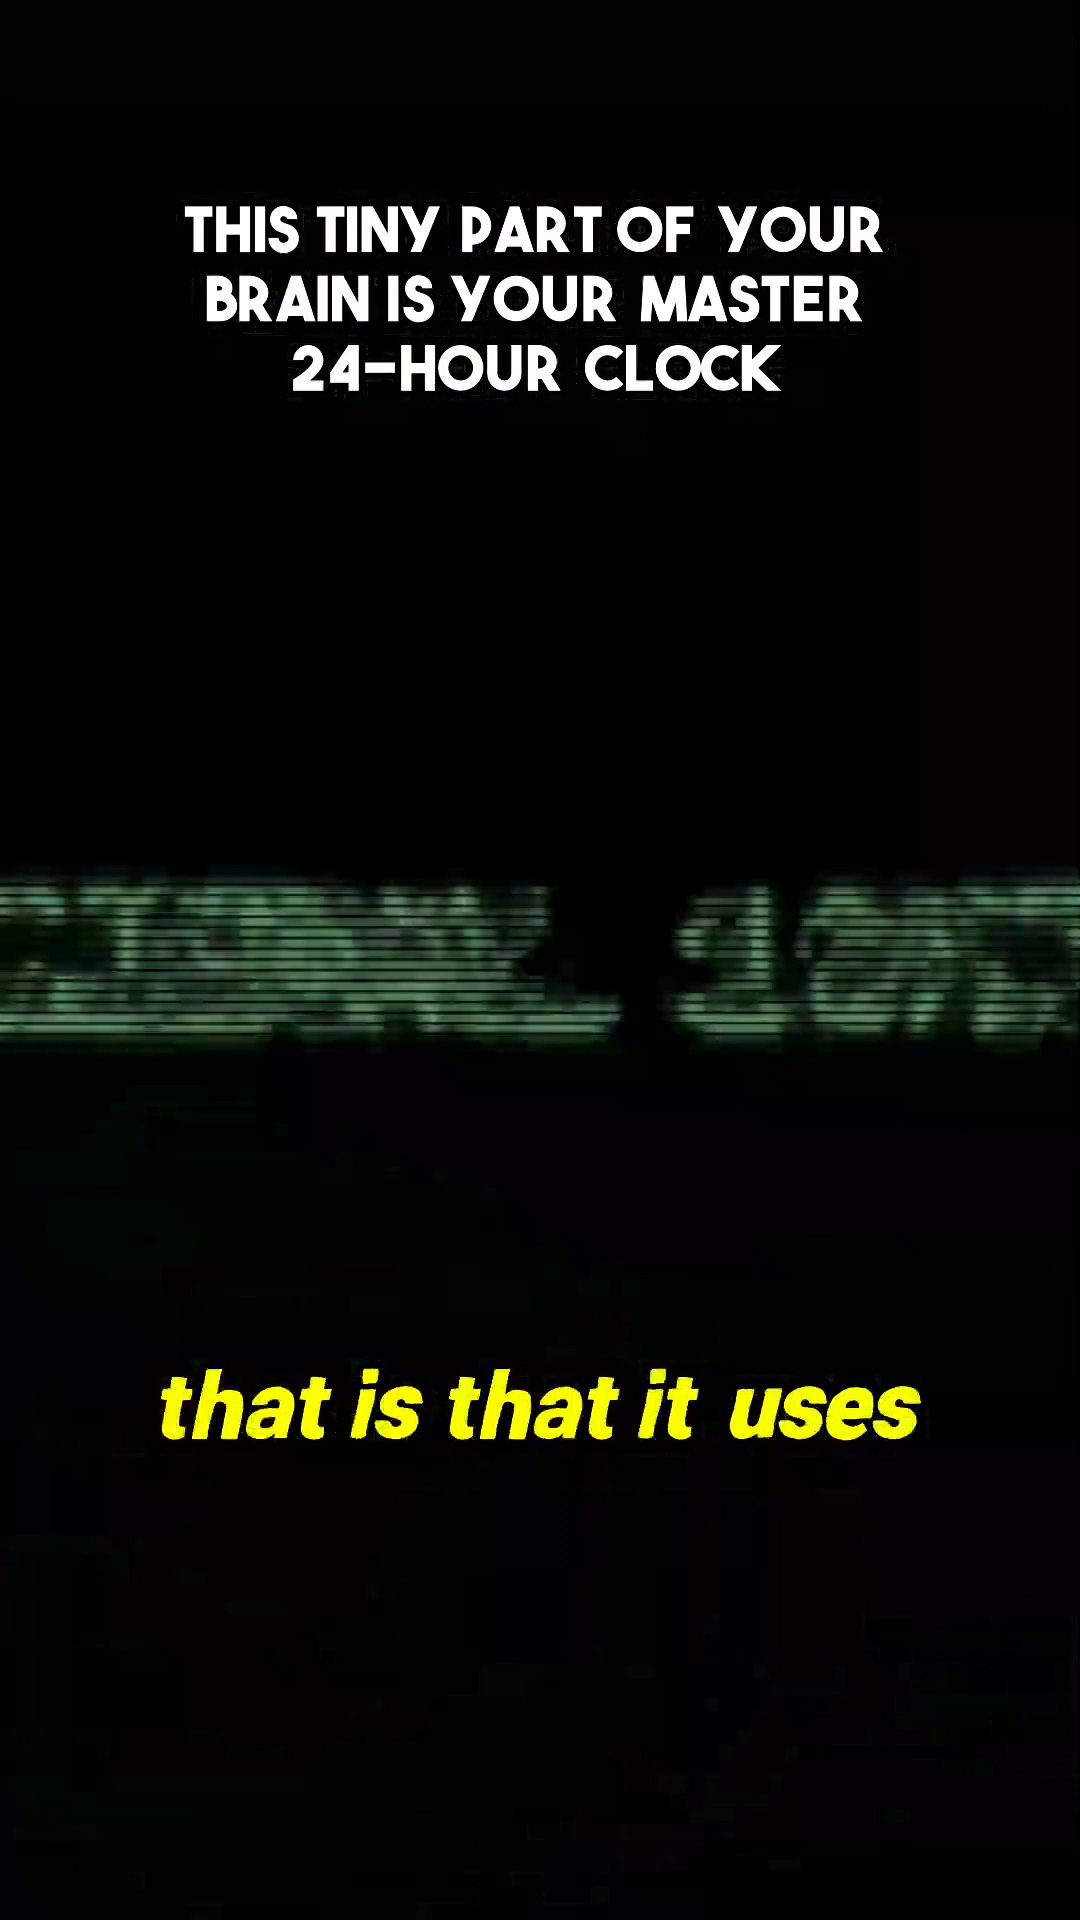 THIS TINY PART OF YOUR
BRAIN IS YOUR MASTER
24-HOUR CLOCK
that is that it uses